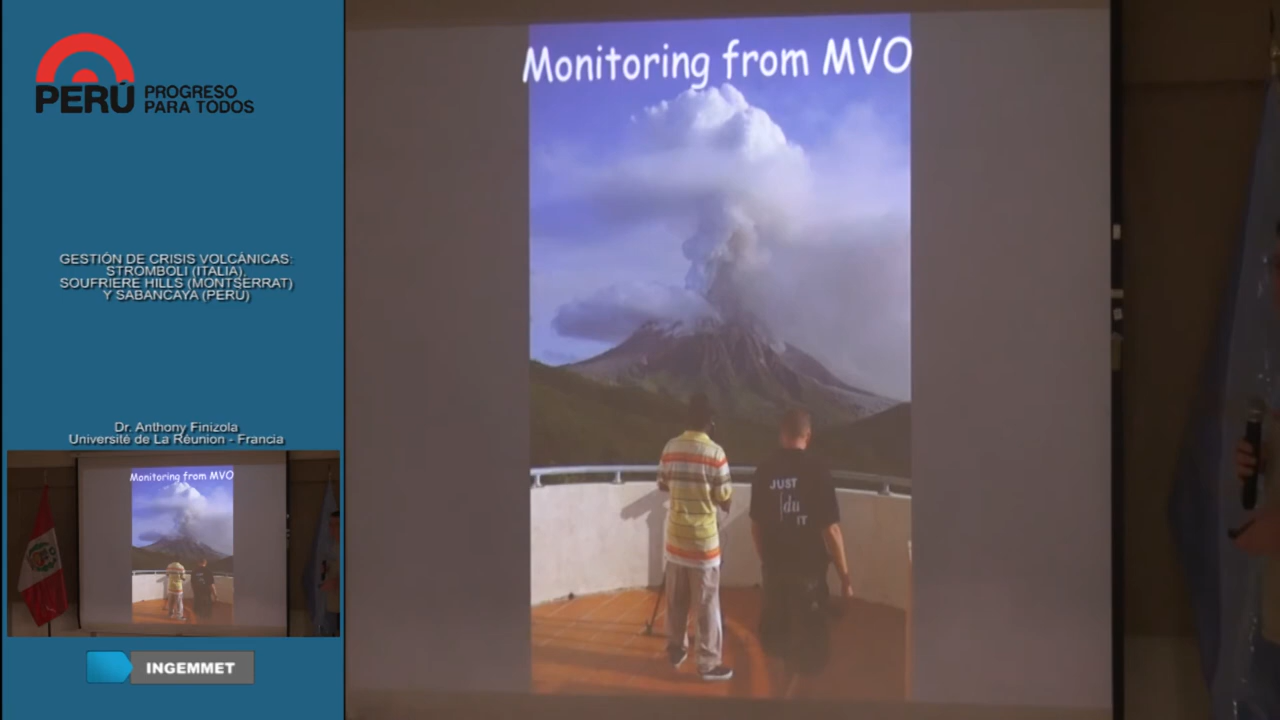 PERÚ
PROGRESO
PARA TODOS
GESTIÓN DE CRISIS VOLCÁNICAS:
STROMBOLI (ITALIA),
SOUFRIERE HILLS (MONTSERRAT)
Y SABANCAYA (PERÚ)
Dr. Anthony Finizola
Université de La Réunion - Francia
Monitoring from MVO
INGEMMET
Monitoring from MVO
JUST
∫du
IT